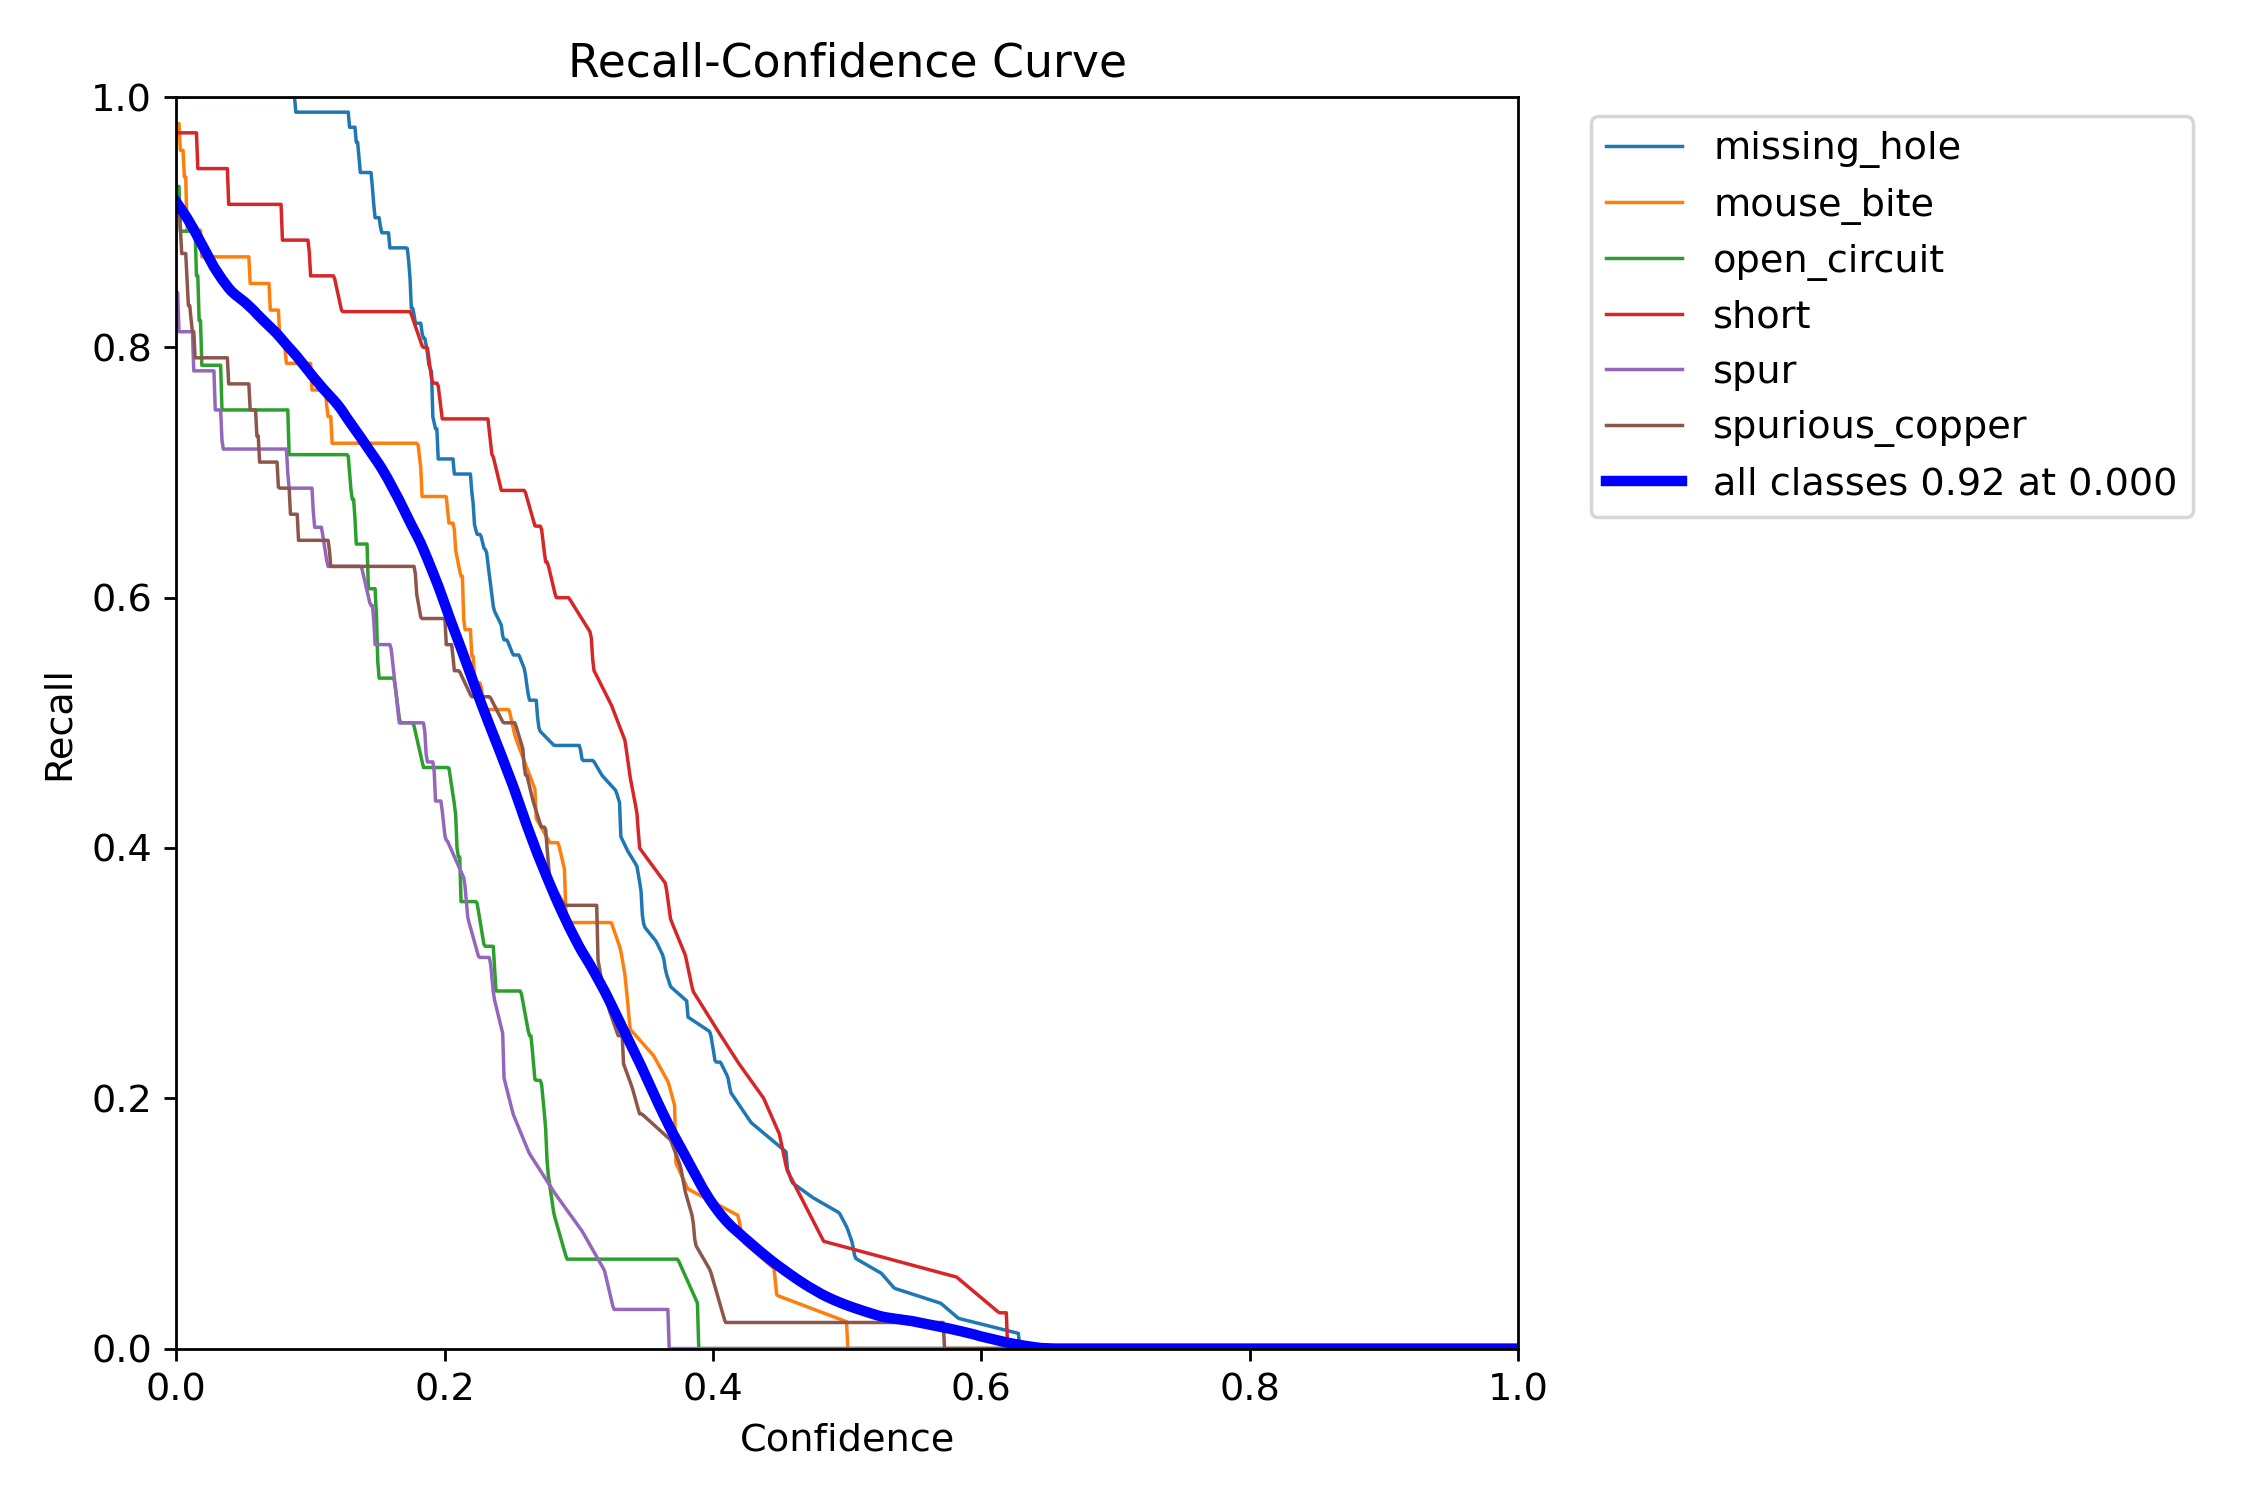 Recall-Confidence Curve
1.0
0.8
0.6
0.4
0.2
0.0
Recall
0.0 0.2 0.4 0.6 0.8 1.0
Confidence
missing_hole
mouse_bite
open_circuit
short
spur
spurious_copper
all classes 0.92 at 0.000